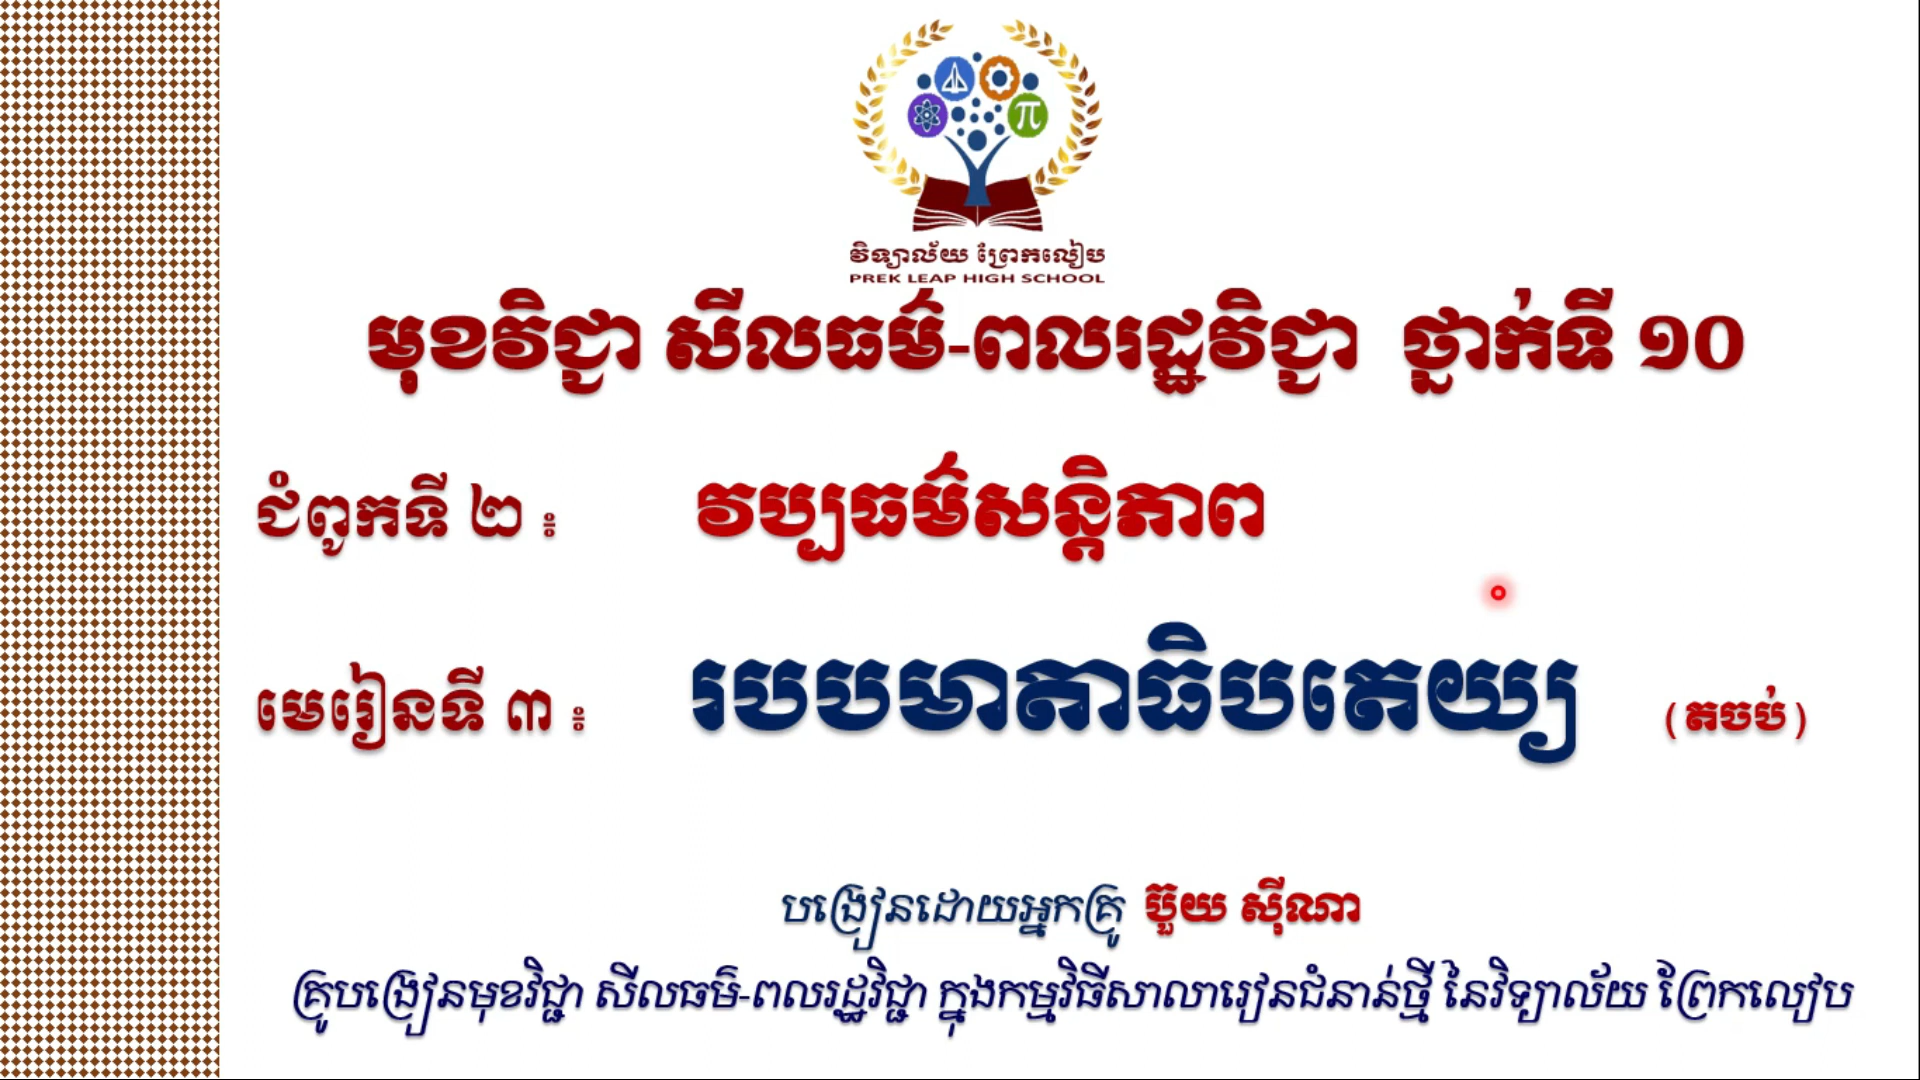 វិទ្យាល័យ ព្រែកលៀប
PREK LEAP HIGH SCHOOL
មុខវិជ្ជា សីលធម៌-ពលរដ្ឋវិជ្ជា ថ្នាក់ទី ១០
ជំពូកទី ២ ៖ វប្បធម៌សន្តិភាព
មេរៀនទី ៣ ៖ របបមាតាធិបតេយ្យំ (តចប់)
បង្រៀនដោយអ្នកគ្រូ ប៊ួយ ស៊ីណា
គ្រូបង្រៀនមុខវិជ្ជា សីលធម៌-ពលរដ្ឋវិជ្ជា ក្នុងកម្មវិធីសាលារៀនជំនាន់ថ្មី នៃវិទ្យាល័យ ព្រែកលៀប